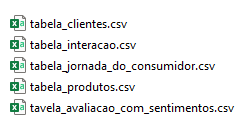 tabela_clientes.csv
tabela_interacao.csv
tabela_jornada_do_consumidor.csv
tabela_produtos.csv
tavela_avaliacao_com_sentimentos.csv